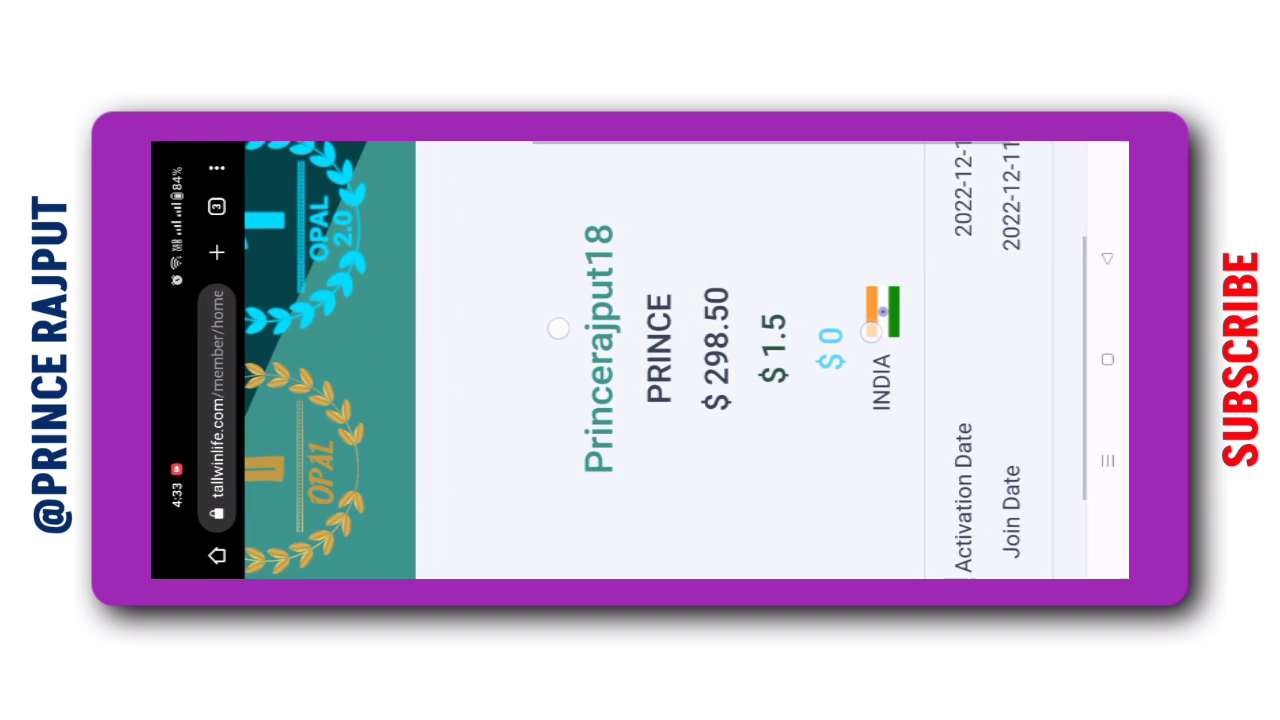 @PRINCE RAJPUT
4:33
84%
tallwinlife.com/member/home
3
OPAL
OPAL
2.0
Princerajput18
PRINCE
$ 298.50
$ 1.5
$ 0
INDIA
Activation Date 2022-12-1
Join Date 2022-12-11
SUBSCRIBE